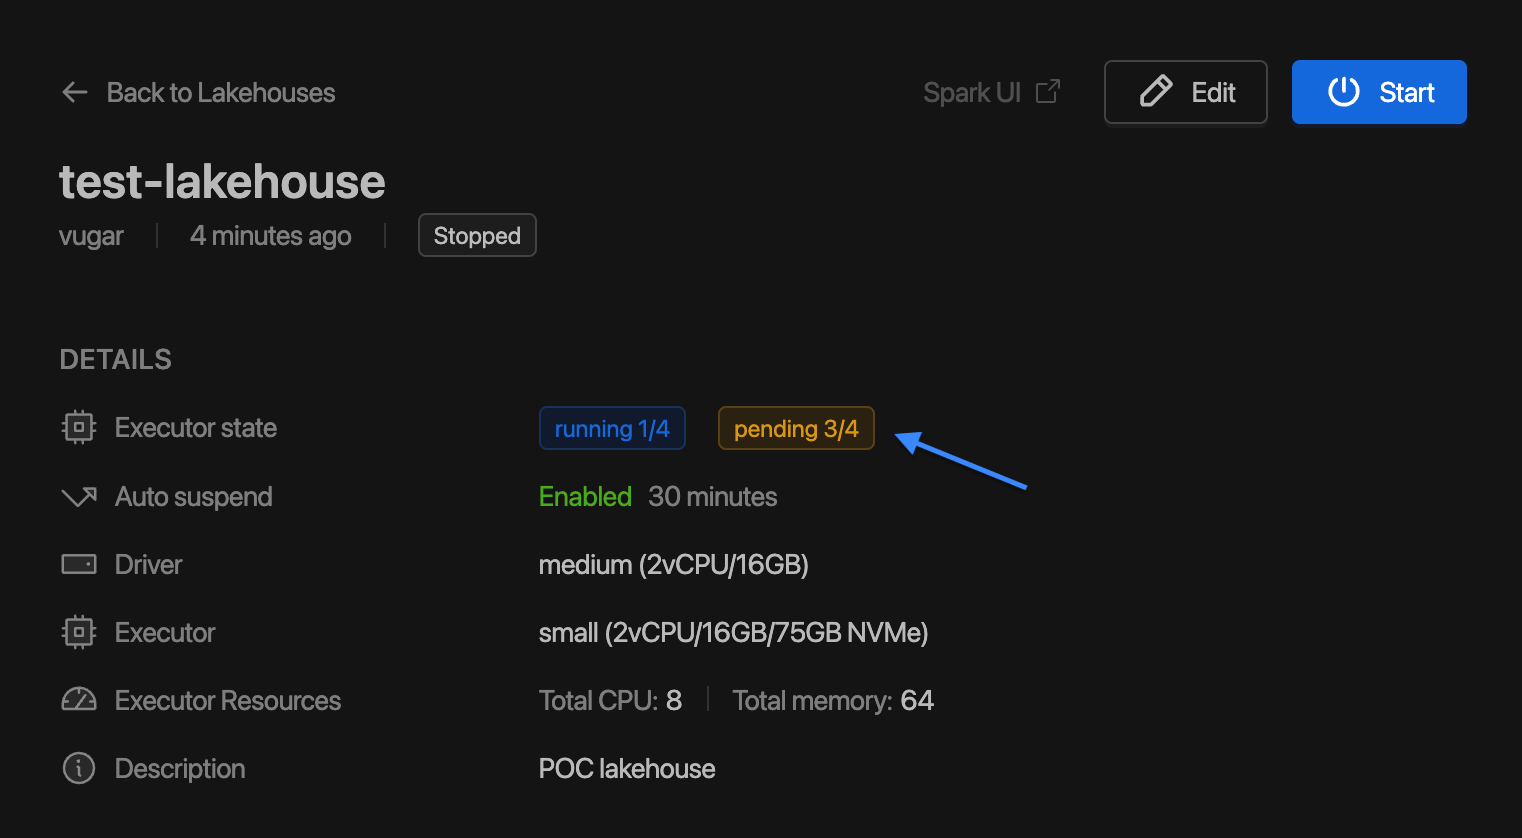 Back to Lakehouses
Spark UI
Edit
Start
test-lakehouse
vugar
4 minutes ago
Stopped
DETAILS
Executor state
running 1/4
pending 3/4
Auto suspend
Enabled 30 minutes
Driver
medium (2vCPU/16GB)
Executor
small (2vCPU/16GB/75GB NVMe)
Executor Resources
Total CPU: 8
Total memory: 64
Description
POC lakehouse